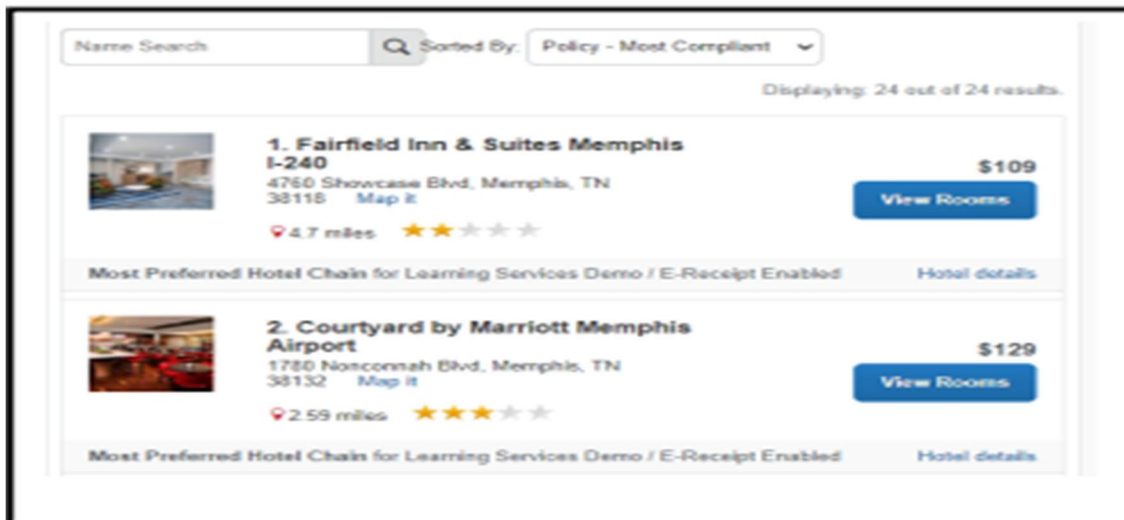 Name Search
Sorted By: Policy - Most Compliant
Displaying: 24 out of 24 results.
1. Fairfield Inn & Suites Memphis
I-240
$109
4760 Showcase Blvd, Memphis, TN
38118 Map it
View Rooms
4.7 miles
Most Preferred Hotel Chain for Learning Services Demo / E-Receipt Enabled Hotel details
2. Courtyard by Marriott Memphis
Airport
$129
1780 Nonconnah Blvd, Memphis, TN
38132 Map it
View Rooms
2.59 miles
Most Preferred Hotel Chain for Learning Services Demo / E-Receipt Enabled Hotel details